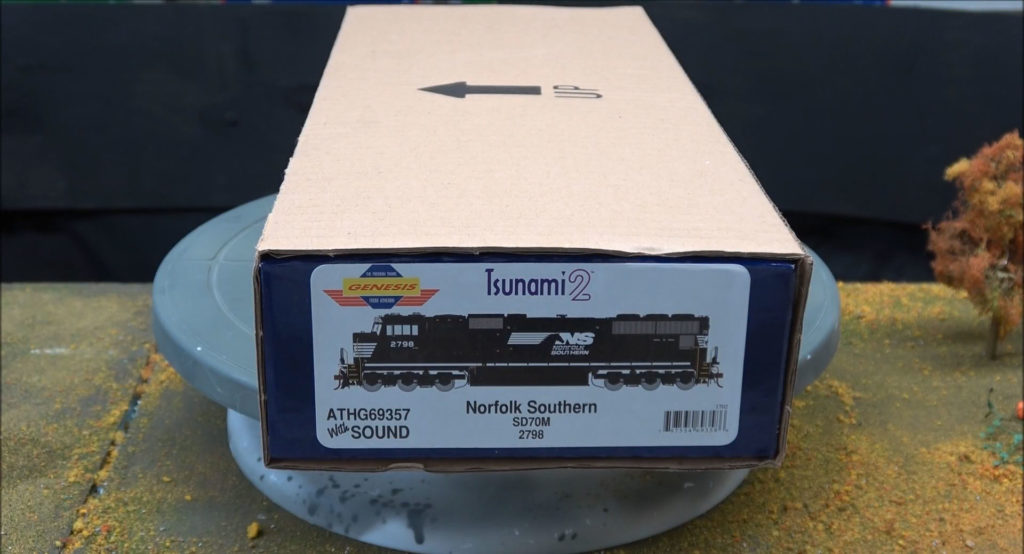 UP
GENESIS
Tsunami2
2798
NS
NORFOLK
SOUTHERN
ATHG69357
With SOUND
Norfolk Southern
SD70M
2798